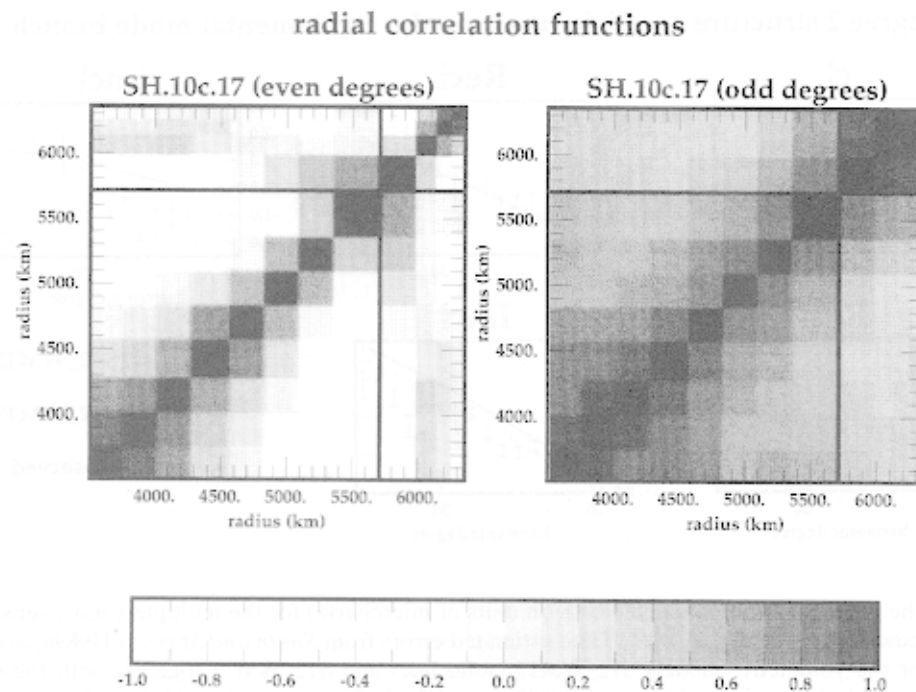 radial correlation functions
SH.10c.17 (even degrees)
6000.
5500.
5000.
4500.
4000.
radius (km)
4000. 4500. 5000. 5500. 6000.
radius (km)
SH.10c.17 (odd degrees)
6000.
5500.
5000.
4500.
4000.
radius (km)
4000. 4500. 5000. 5500. 6000.
radius (km)
-1.0 -0.8 -0.6 -0.4 -0.2 0.0 0.2 0.4 0.6 0.8 1.0